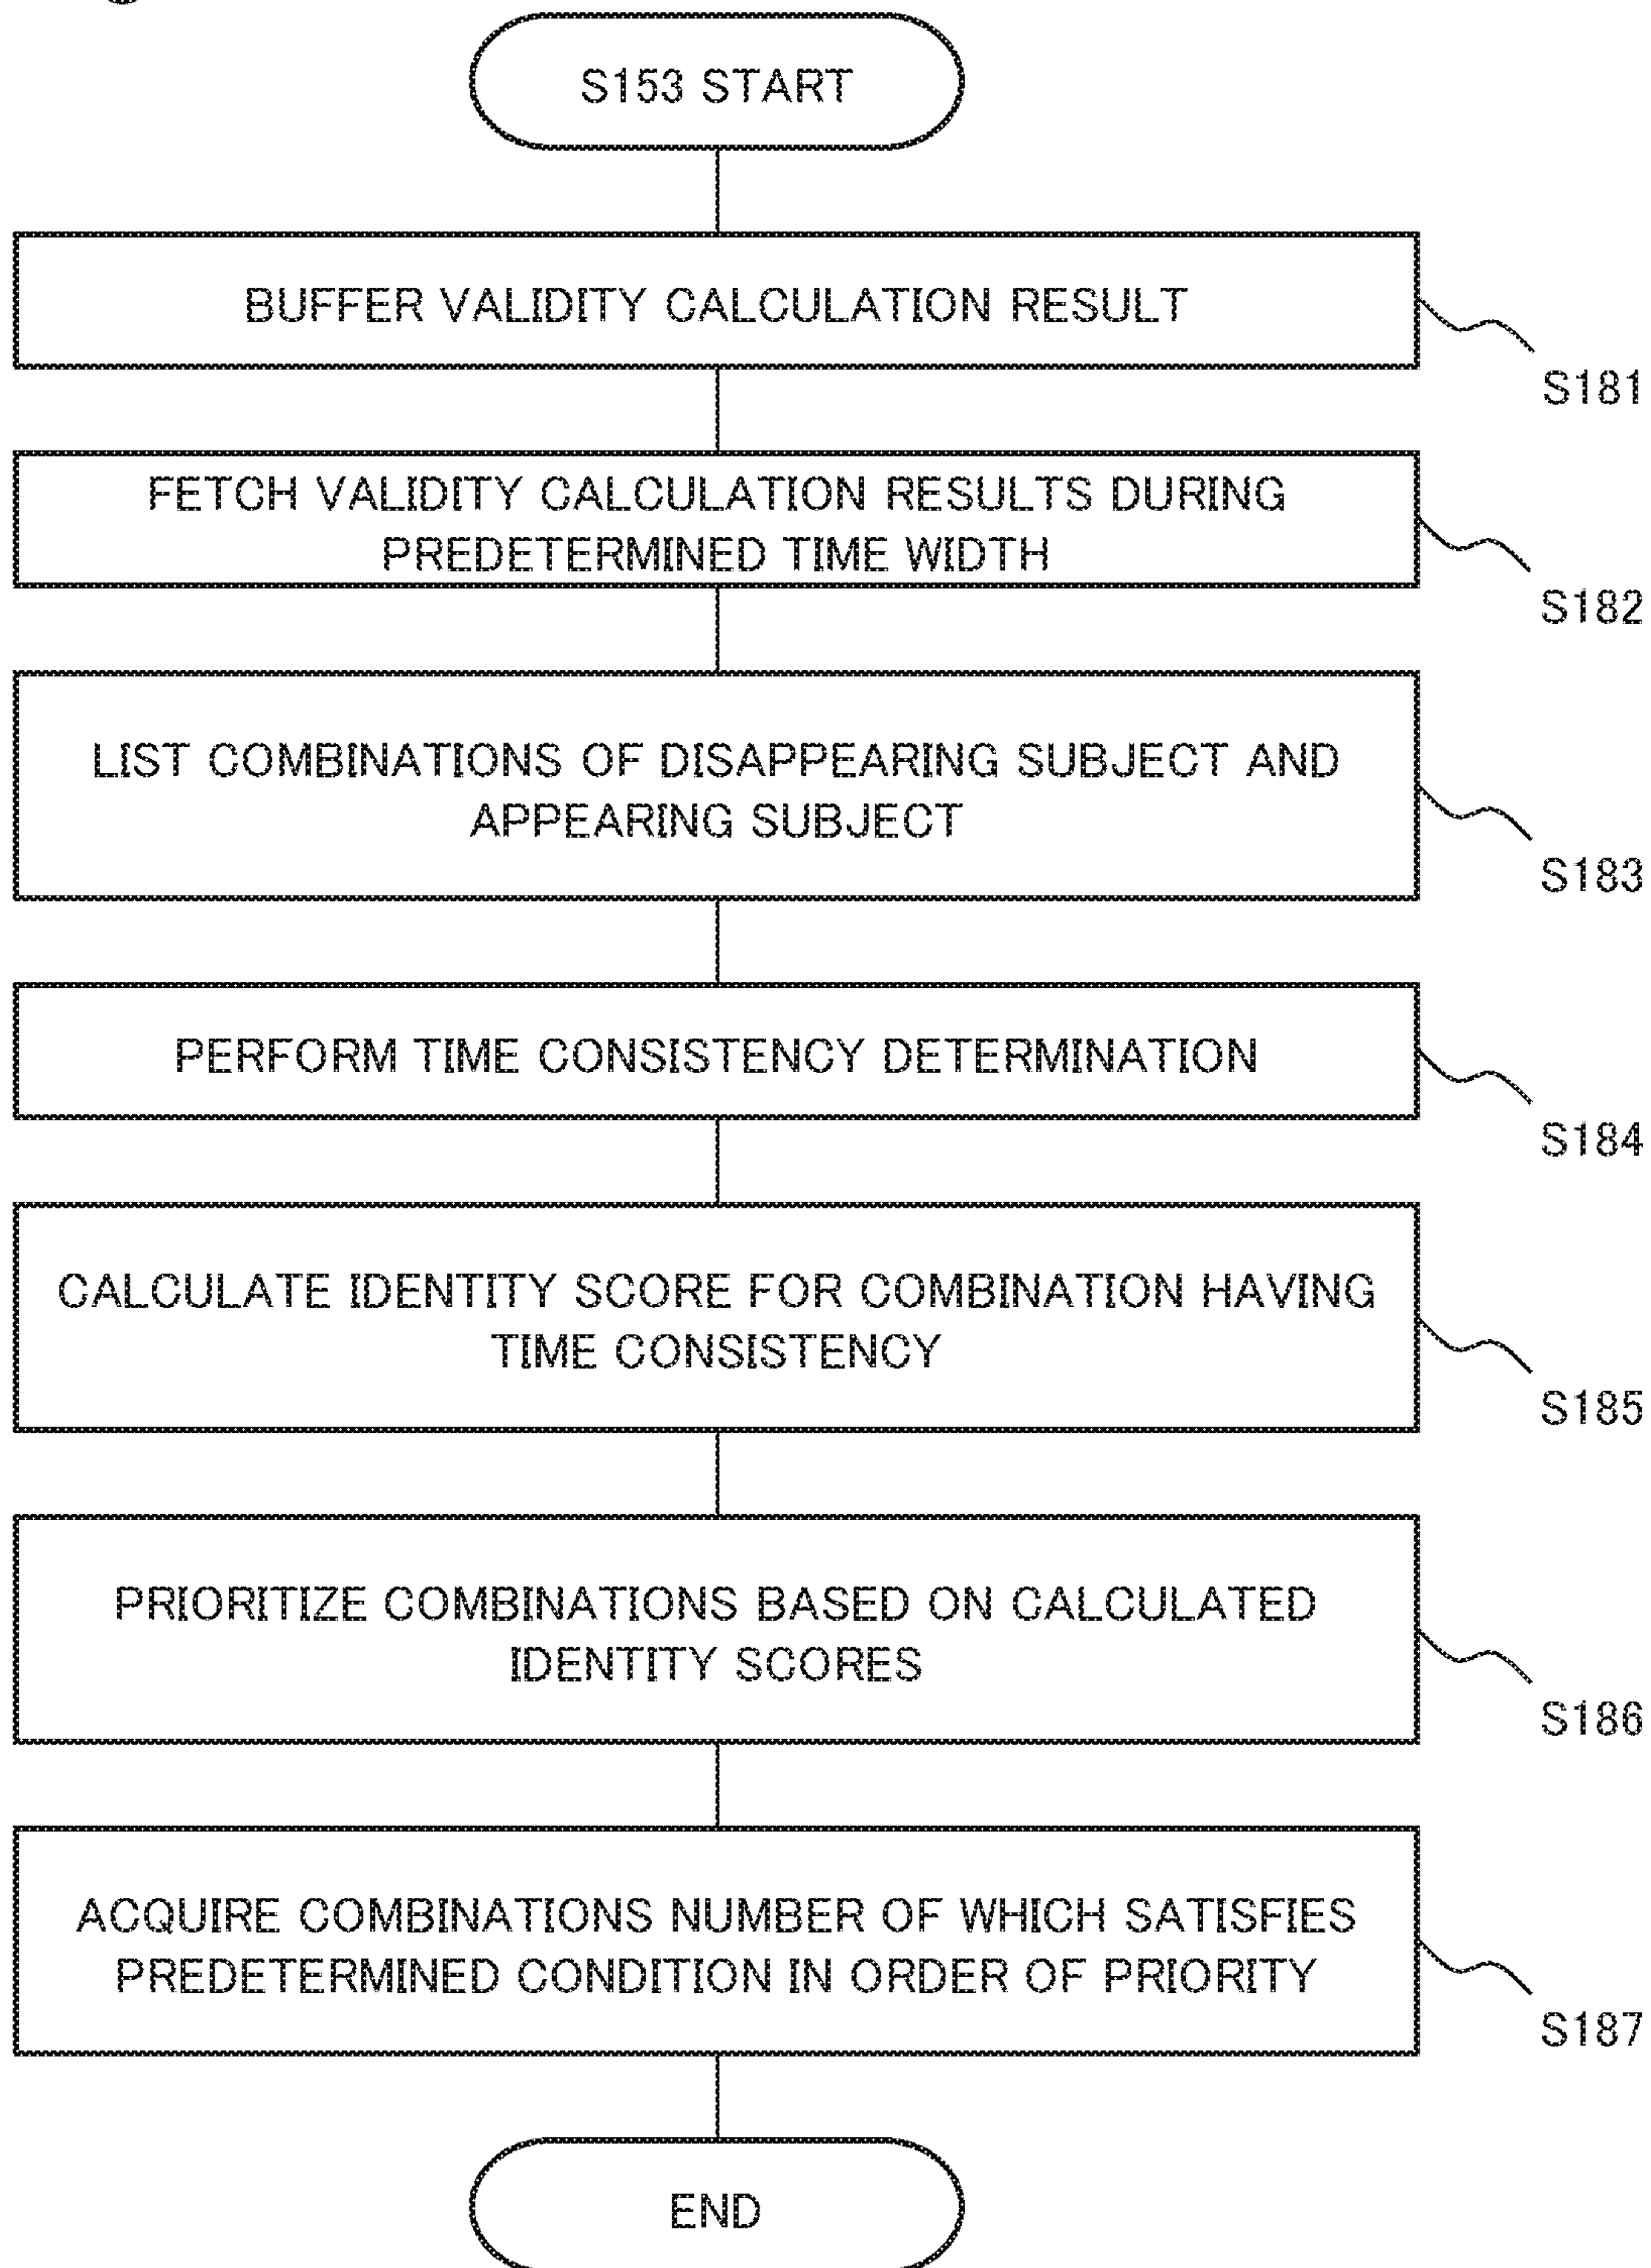 S153 START
BUFFER VALIDITY CALCULATION RESULT
S181
FETCH VALIDITY CALCULATION RESULTS DURING
PREDETERMINED TIME WIDTH
S182
LIST COMBINATIONS OF DISAPPEARING SUBJECT AND
APPEARING SUBJECT
S183
PERFORM TIME CONSISTENCY DETERMINATION
S184
CALCULATE IDENTITY SCORE FOR COMBINATION HAVING
TIME CONSISTENCY
S185
PRIORITIZE COMBINATIONS BASED ON CALCULATED
IDENTITY SCORES
S186
ACQUIRE COMBINATIONS NUMBER OF WHICH SATISFIES
PREDETERMINED CONDITION IN ORDER OF PRIORITY
S187
END